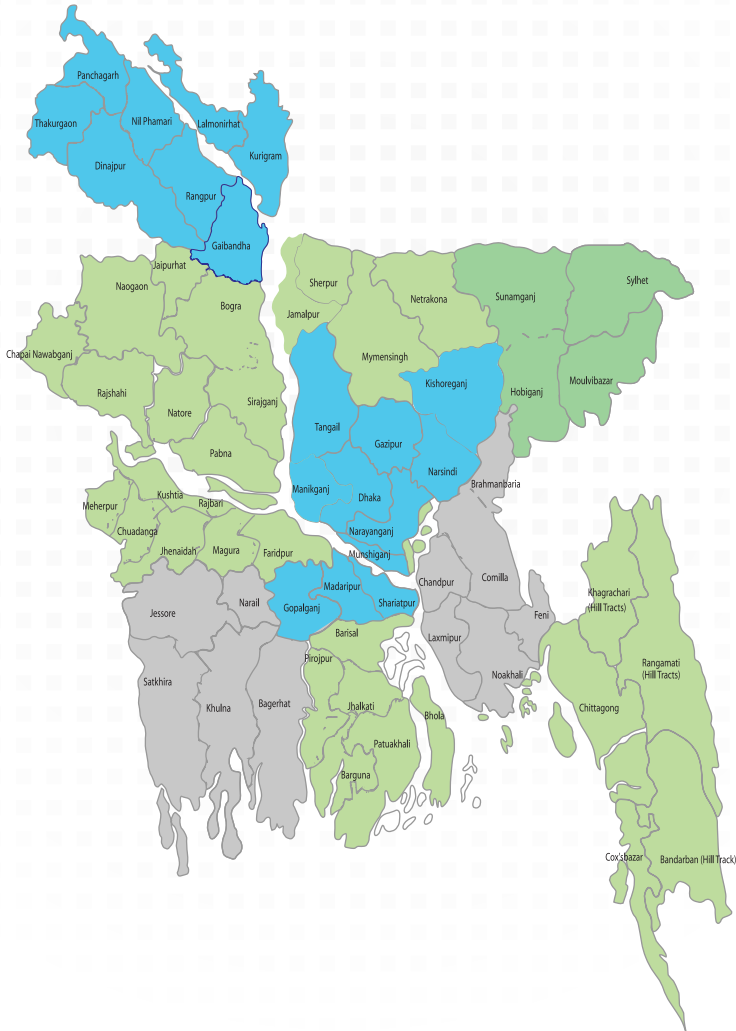 Panchagarh
Thakurgaon
Nil Phamari
Lalmonirhat
Dinajpur
Kurigram
Rangpur
Gaibandha
Jaipurhat
Naogaon
Bogra
Sherpur
Jamalpur
Netrakona
Sunamganj
Sylhet
Chapai Nawabganj
Mymensingh
Rajshahi
Sirajganj
Kishoreganj
Hobiganj
Moulvibazar
Natore
Tangail
Gazipur
Pabna
Narsindi
Brahmanbaria
Manikganj
Dhaka
Kushtia
Rajbari
Meherpur
Chuadanga
Narayanganj
Jhenaidah
Magura
Faridpur
Munshiganj
Jessore
Narail
Gopalganj
Madaripur
Shariatpur
Chandpur
Comilla
Khagrachari
(Hill Tracts)
Feni
Barisal
Laxmipur
Pirojpur
Noakhali
Rangamati
(Hill Tracts)
Satkhira
Khulna
Bagerhat
Jhalkati
Bhola
Chittagong
Patuakhali
Barguna
Cox'sbazar
Bandarban (Hill Track)